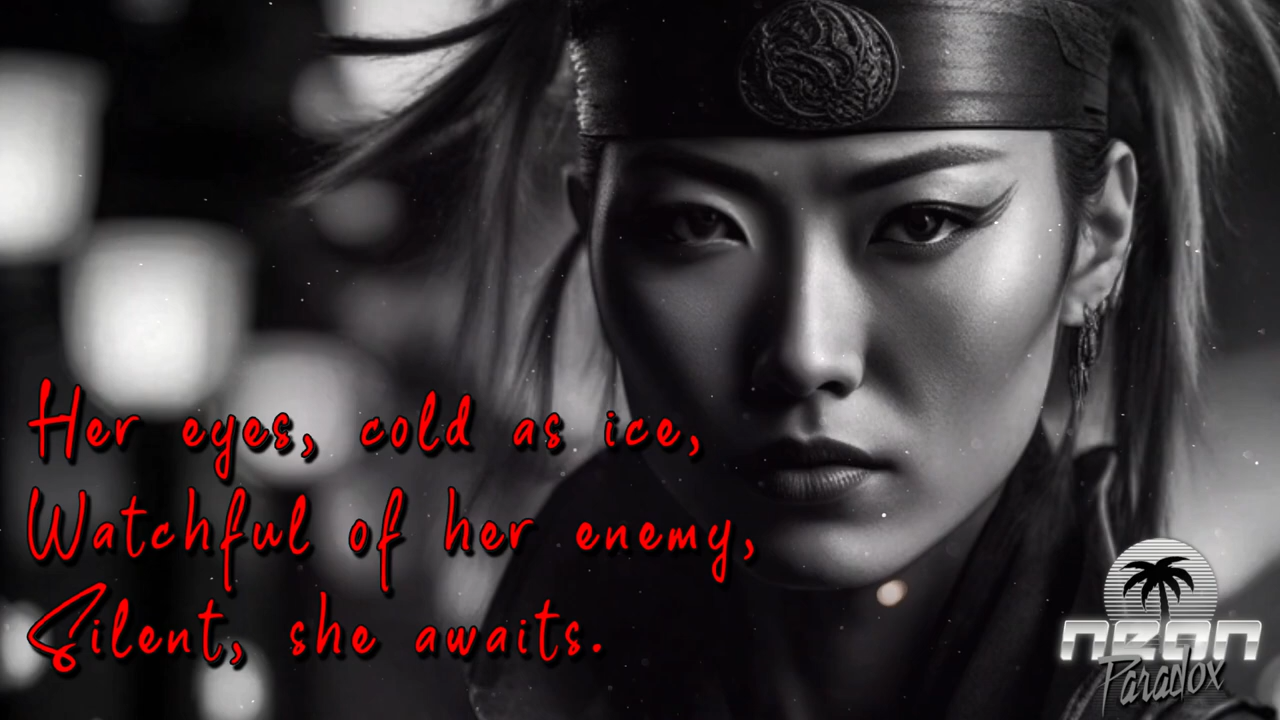 Her eyes, cold as ice,
Watchful of her enemy,
Silent, she awaits.
neon
Paradox